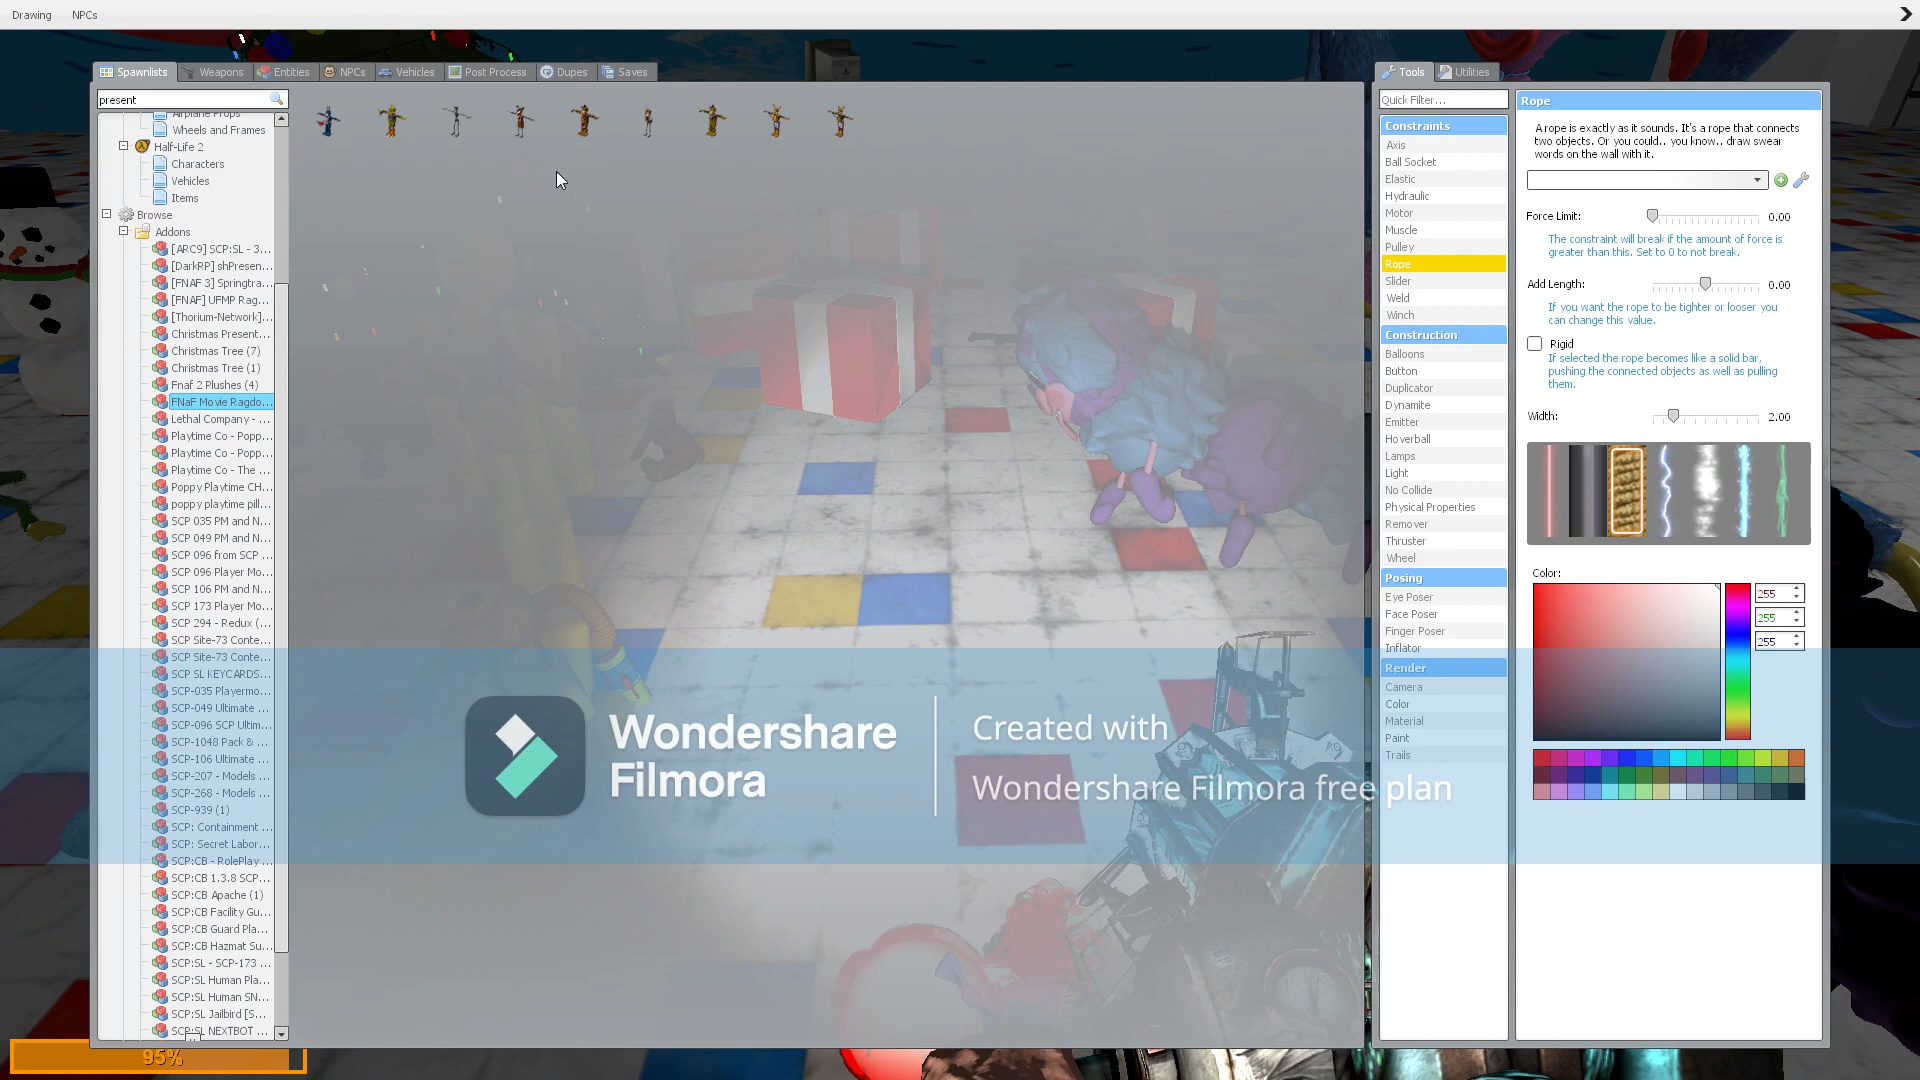 Drawing NPCs
Spawnlists Weapons Entities NPCs Vehicles Post Process Dupes Saves
present
Airplane Props
Wheels and Frames
Half-Life 2
Characters
Vehicles
Items
Browse
Addons
[ARC9] SCP:SL - 3...
[DarkRP] shPresen...
[FNAF 3] Springtra...
[FNAF] UFMP Rag...
[Thorium-Network]...
Christmas Present...
Christmas Tree (7)
Christmas Tree (1)
Fnaf 2 Plushes (4)
FNaF Movie Ragdo...
Lethal Company - ...
Playtime Co - Popp...
Playtime Co - Popp...
Playtime Co - The ...
Poppy Playtime CH...
poppy playtime pill...
SCP 035 PM and N...
SCP 049 PM and N...
SCP 096 from SCP ...
SCP 096 Player Mo...
SCP 106 PM and N...
SCP 173 Player Mo...
SCP 294 - Redux (...
SCP Site-73 Conte...
SCP Site-73 Conte...
SCP SL KEYCARDS...
SCP-035 Playermo...
SCP-049 Ultimate ...
SCP-096 SCP Ultim...
SCP-1048 Pack & ...
SCP-106 Ultimate ...
SCP-207 - Models ...
SCP-268 - Models ...
SCP-939 (1)
SCP: Containment ...
SCP: Secret Labor...
SCP:CB - RolePlay ...
SCP:CB 1.3.8 SCP...
SCP:CB Apache (1)
SCP:CB Facility Gu...
SCP:CB Guard Pla...
SCP:CB Hazmat Su...
SCP:SL - SCP-173 ...
SCP:SL Human Pla...
SCP:SL Human SN...
SCP:SL Jailbird [S...
SCP:SL NEXTBOT ...
95%
Wondershare
Filmora
Created with
Wondershare Filmora free plan
Tools Utilities
Quick Filter...
Constraints
Axis
Ball Socket
Elastic
Hydraulic
Motor
Muscle
Pulley
Rope
Slider
Weld
Winch
Construction
Balloons
Button
Duplicator
Dynamite
Emitter
Hoverball
Lamps
Light
No Collide
Physical Properties
Remover
Thruster
Wheel
Posing
Eye Poser
Face Poser
Finger Poser
Inflator
Render
Camera
Color
Material
Paint
Trails
Rope
A rope is exactly as it sounds. It's a rope that connects
two objects. Or you could.. you know.. draw swear
words on the wall with it.
Force Limit: 0.00
The constraint will break if the amount of force is
greater than this. Set to 0 to not break.
Add Length: 0.00
If you want the rope to be tighter or looser you
can change this value.
Rigid
If selected the rope becomes like a solid bar,
pushing the connected objects as well as pulling
them.
Width: 2.00
Color:
255
255
255